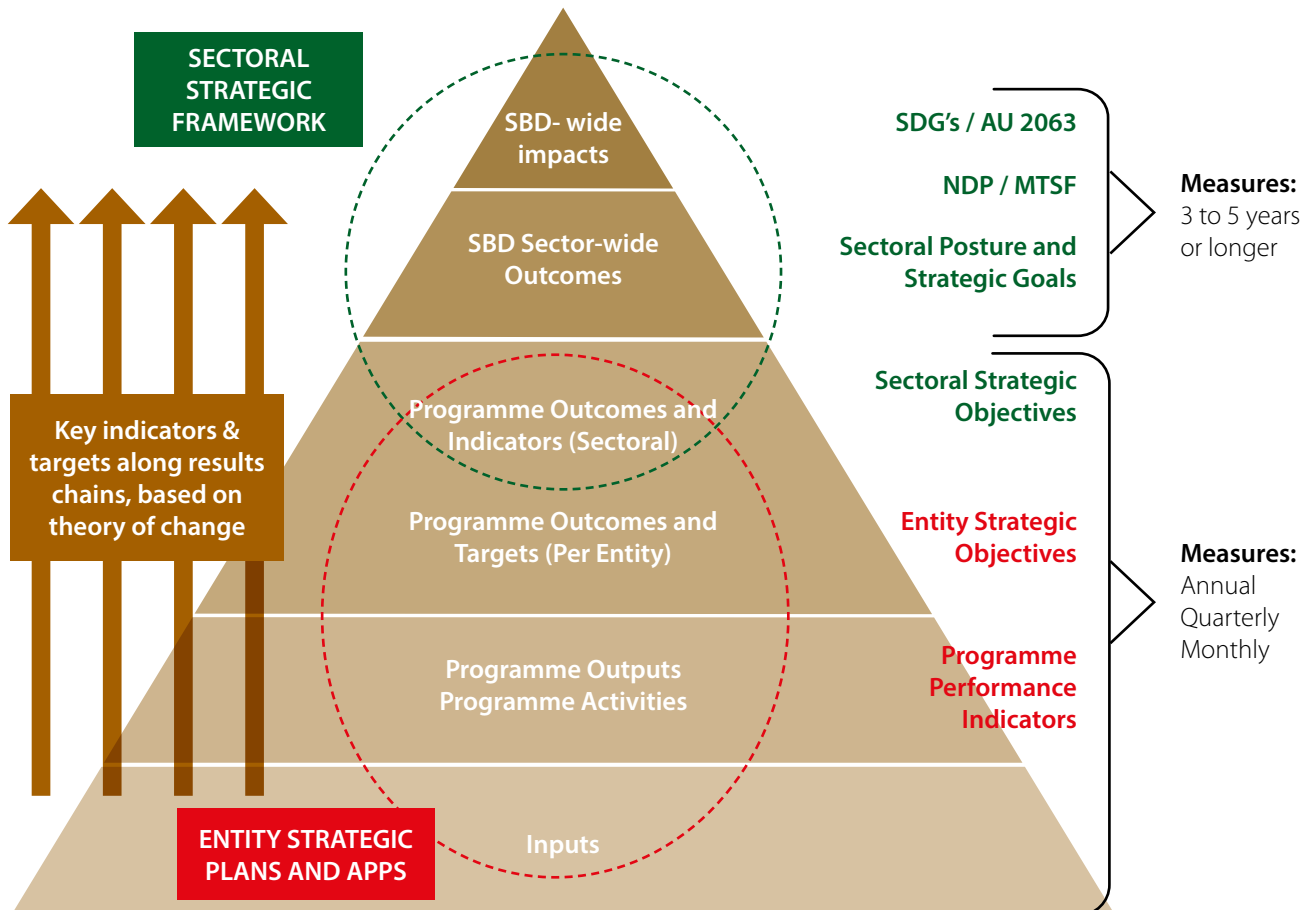 SECTORAL
STRATEGIC
FRAMEWORK
SBD- wide
impacts
SBD Sector-wide
Outcomes
Programme Outcomes and
Indicators (Sectoral)
Programme Outcomes and
Targets (Per Entity)
Programme Outputs
Programme Activities
Inputs
Key indicators &
targets along results
chains, based on
theory of change
ENTITY STRATEGIC
PLANS AND APPS
SDG's / AU 2063
NDP / MTSF
Sectoral Posture and
Strategic Goals
Sectoral Strategic
Objectives
Entity Strategic
Objectives
Programme
Performance
Indicators
Measures:
3 to 5 years
or longer
Measures:
Annual
Quarterly
Monthly